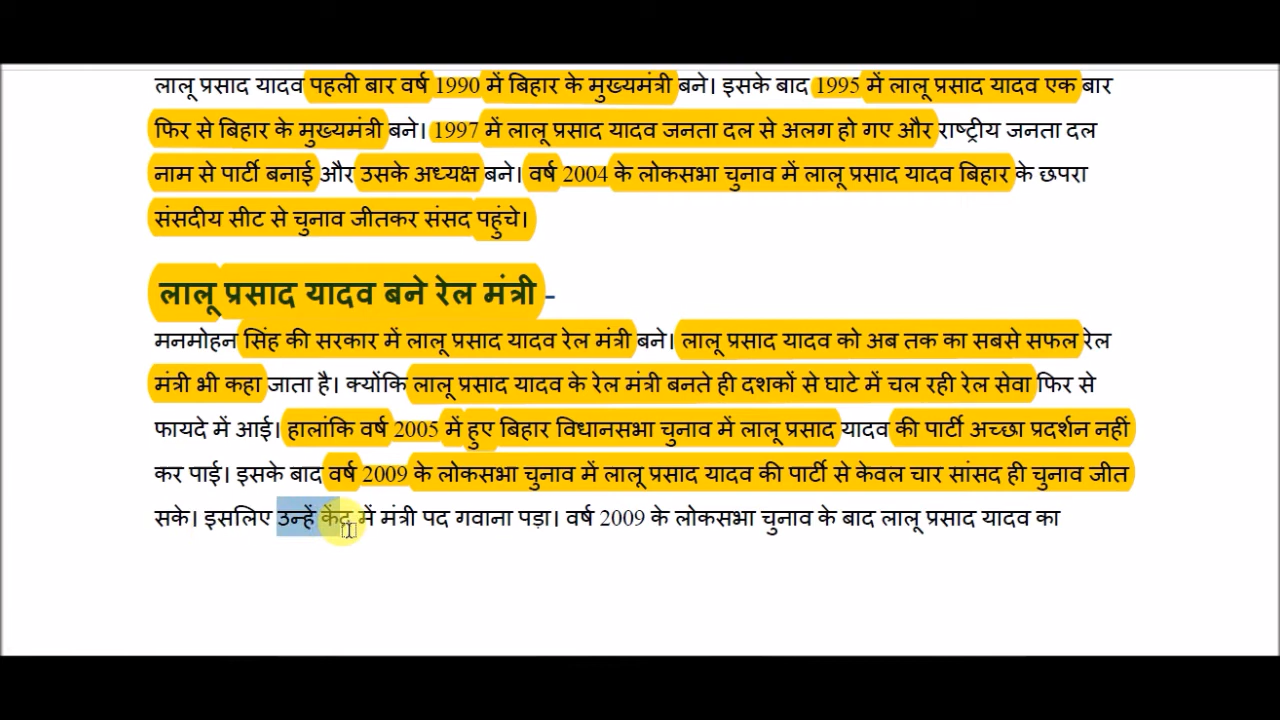 लालू प्रसाद यादव पहली बार वर्ष 1990 में बिहार के मुख्यमंत्री बने। इसके बाद 1995 में लालू प्रसाद यादव एक बार
फिर से बिहार के मुख्यमंत्री बने। 1997 में लालू प्रसाद यादव जनता दल से अलग हो गए और राष्ट्रीय जनता दल
नाम से पार्टी बनाई और उसके अध्यक्ष बने। वर्ष 2004 के लोकसभा चुनाव में लालू प्रसाद यादव बिहार के छपरा
संसदीय सीट से चुनाव जीतकर संसद पहुंचे।
लालू प्रसाद यादव बने रेल मंत्री -
मनमोहन सिंह की सरकार में लालू प्रसाद यादव रेल मंत्री बने। लालू प्रसाद यादव को अब तक का सबसे सफल रेल
मंत्री भी कहा जाता है। क्योंकि लालू प्रसाद यादव के रेल मंत्री बनते ही दशकों से घाटे में चल रही रेल सेवा फिर से
फायदे में आई। हालांकि वर्ष 2005 में हुए बिहार विधानसभा चुनाव में लालू प्रसाद यादव की पार्टी अच्छा प्रदर्शन नहीं
कर पाई। इसके बाद वर्ष 2009 के लोकसभा चुनाव में लालू प्रसाद यादव की पार्टी से केवल चार सांसद ही चुनाव जीत
सके। इसलिए उन्हें केंद्र में मंत्री पद गवाना पड़ा। वर्ष 2009 के लोकसभा चुनाव के बाद लालू प्रसाद यादव का